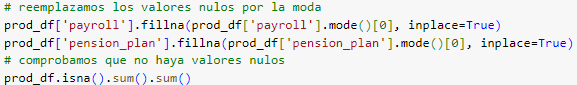 # reemplazamos los valores nulos por la moda
prod_df['payroll'].fillna(prod_df['payroll'].mode()[0], inplace=True)
prod_df['pension_plan'].fillna(prod_df['pension_plan'].mode()[0], inplace=True)
# comprobamos que no haya valores nulos
prod_df.isna().sum().sum()